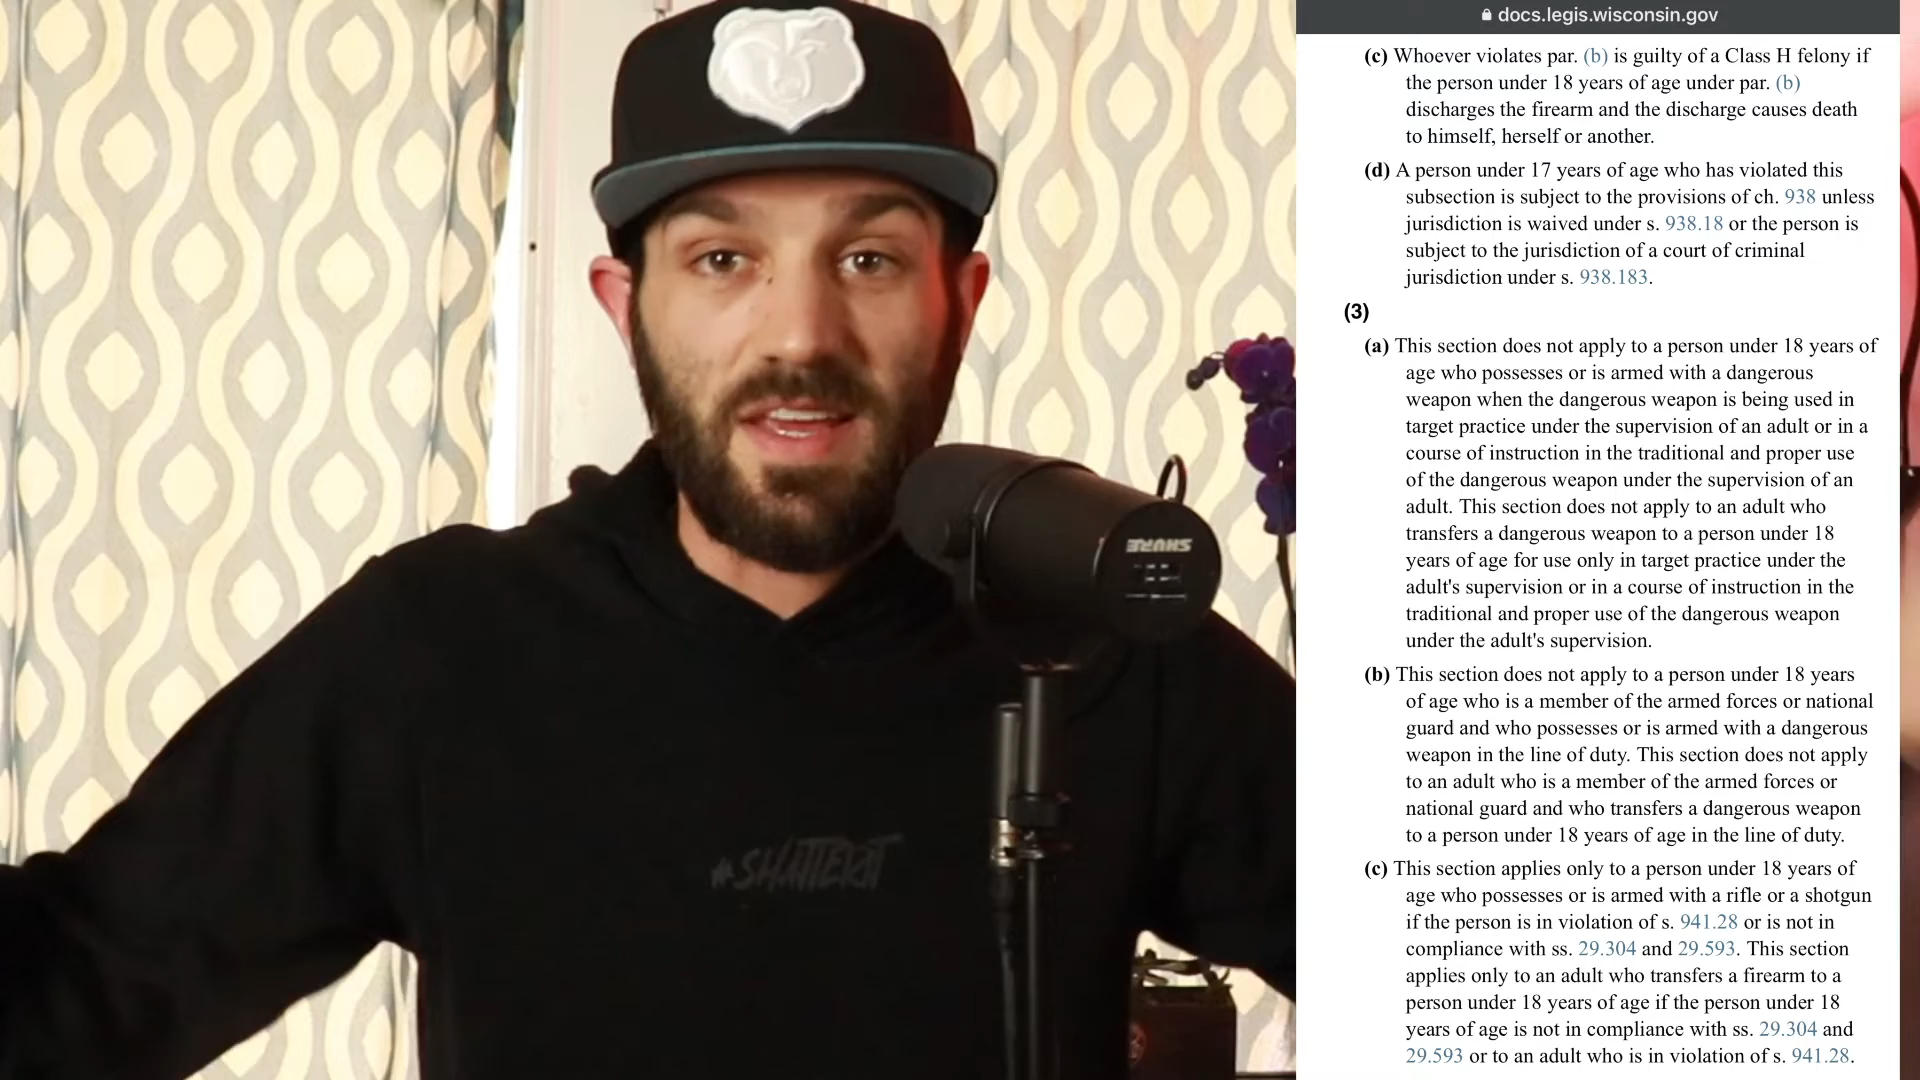 docs.legis.wisconsin.gov
(c) Whoever violates par. (b) is guilty of a Class H felony if
the person under 18 years of age under par. (b)
discharges the firearm and the discharge causes death
to himself, herself or another.
(d) A person under 17 years of age who has violated this
subsection is subject to the provisions of ch. 938 unless
jurisdiction is waived under s. 938.18 or the person is
subject to the jurisdiction of a court of criminal
jurisdiction under s. 938.183.
(3)
(a) This section does not apply to a person under 18 years of
age who possesses or is armed with a dangerous
weapon when the dangerous weapon is being used in
target practice under the supervision of an adult or in a
course of instruction in the traditional and proper use
of the dangerous weapon under the supervision of an
adult. This section does not apply to an adult who
transfers a dangerous weapon to a person under 18
years of age for use only in target practice under the
adult's supervision or in a course of instruction in the
traditional and proper use of the dangerous weapon
under the adult's supervision.
(b) This section does not apply to a person under 18 years
of age who is a member of the armed forces or national
guard and who possesses or is armed with a dangerous
weapon in the line of duty. This section does not apply
to an adult who is a member of the armed forces or
national guard and who transfers a dangerous weapon
to a person under 18 years of age in the line of duty.
(c) This section applies only to a person under 18 years of
age who possesses or is armed with a rifle or a shotgun
if the person is in violation of s. 941.28 or is not in
compliance with ss. 29.304 and 29.593. This section
applies only to an adult who transfers a firearm to a
person under 18 years of age if the person under 18
years of age is not in compliance with ss. 29.304 and
29.593 or to an adult who is in violation of s. 941.28.
SHURE
#SHATTERIT